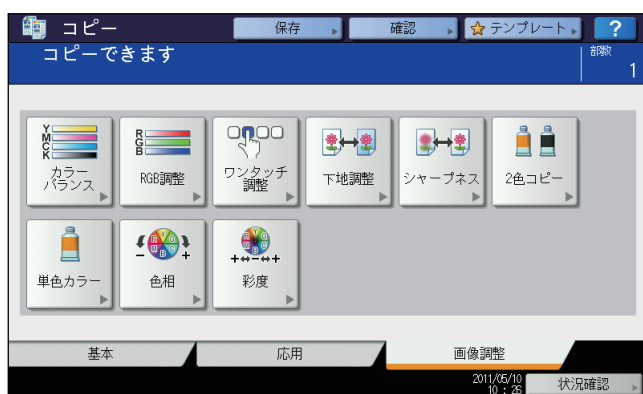 コピー
保存
確認
テンプレート
?
コピーできます
部数
1
Y
M
C
K
カラー
バランス
R
G
B
RGB調整
ワンタッチ
調整
下地調整
シャープネス
2色コピー
単色カラー
色相
彩度
基本
応用
画像調整
2011/05/10
10 : 26
状況確認